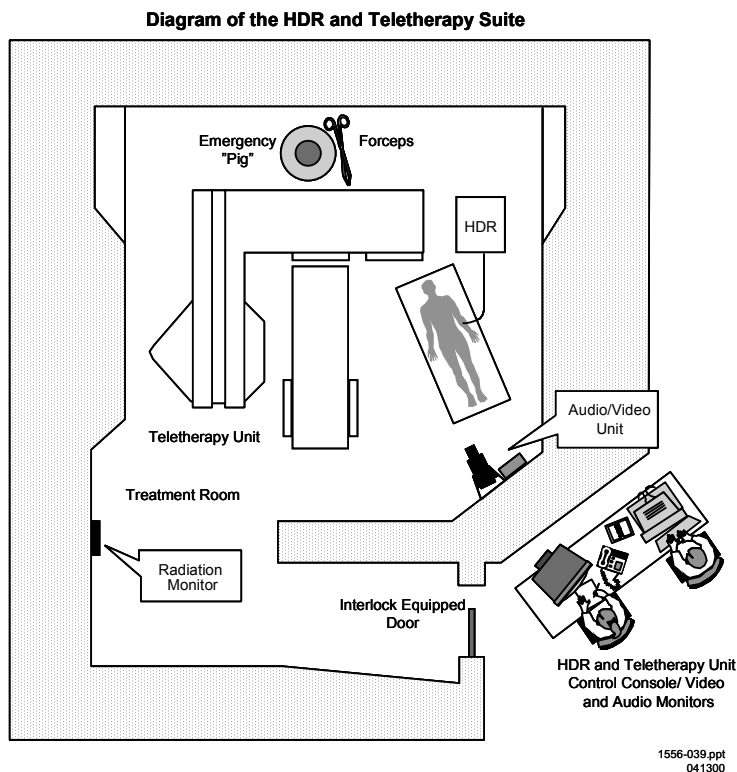 Diagram of the HDR and Teletherapy Suite
Emergency
"Pig"
Forceps
HDR
Audio/Video
Unit
Teletherapy Unit
Treatment Room
Radiation
Monitor
Interlock Equipped
Door
HDR and Teletherapy Unit
Control Console/ Video
and Audio Monitors
1556-039.ppt
041300